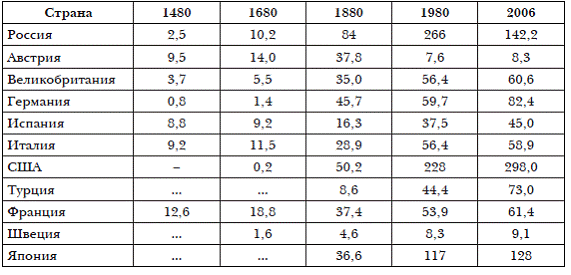 Страна 1480 1680 1880 1980 2006
Россия 2,5 10,2 84 266 142,2
Австрия 9,5 14,0 37,8 7,6 8,3
Великобритания 3,7 5,5 35,0 56,4 60,6
Германия 0,8 1,4 45,7 59,7 82,4
Испания 8,8 9,2 16,3 37,5 45,0
Италия 9,2 11,5 28,9 56,4 58,9
США – 0,2 50,2 228 298,0
Турция ... ... 8,6 44,4 73,0
Франция 12,6 18,8 37,4 53,9 61,4
Швеция ... 1,6 4,6 8,3 9,1
Япония ... ... 36,6 117 128